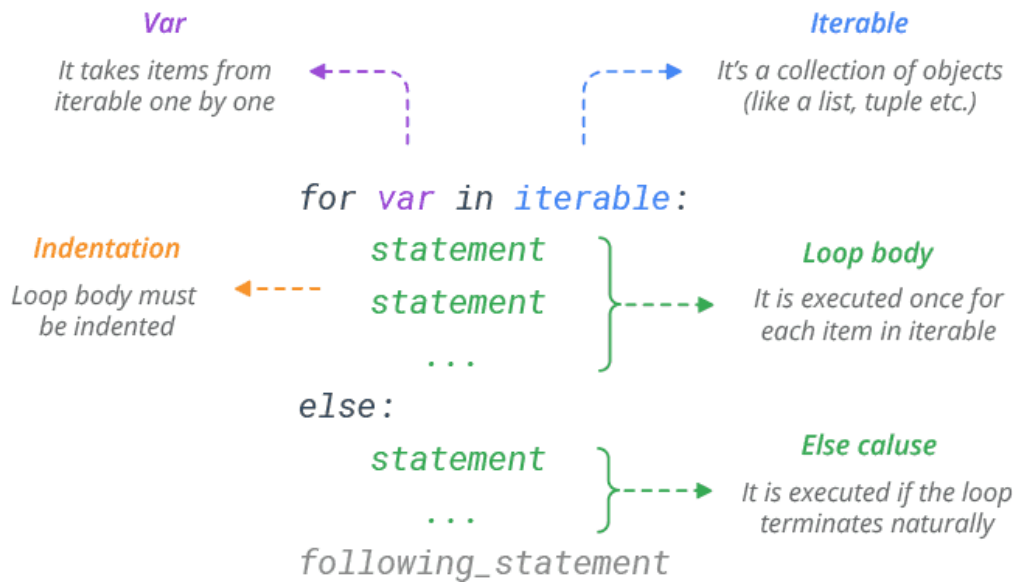 Var
It takes items from
iterable one by one
Iterable
It's a collection of objects
(like a list, tuple etc.)
for var in iterable:
statement
statement
...
else:
statement
...
following_statement
Indentation
Loop body must
be indented
Loop body
It is executed once for
each item in iterable
Else caluse
It is executed if the loop
terminates naturally